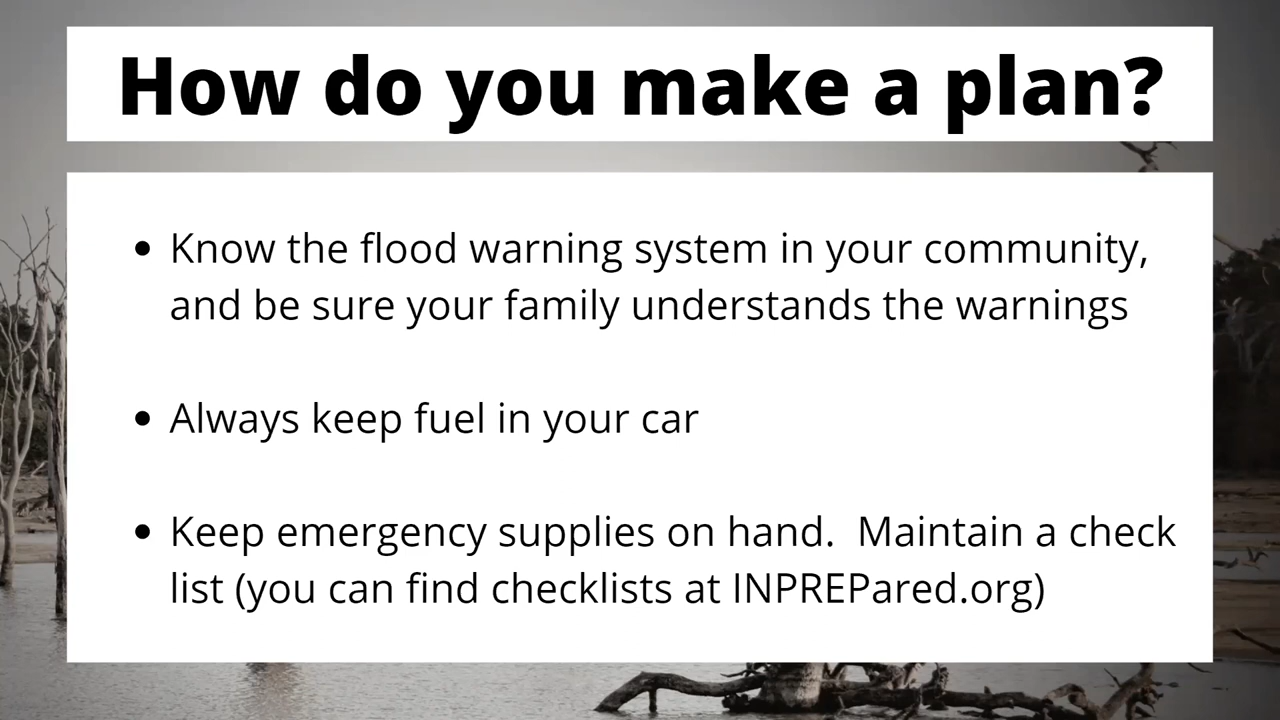 How do you make a plan?
• Know the flood warning system in your community,
and be sure your family understands the warnings
• Always keep fuel in your car
• Keep emergency supplies on hand.  Maintain a check
list (you can find checklists at INPREPared.org)